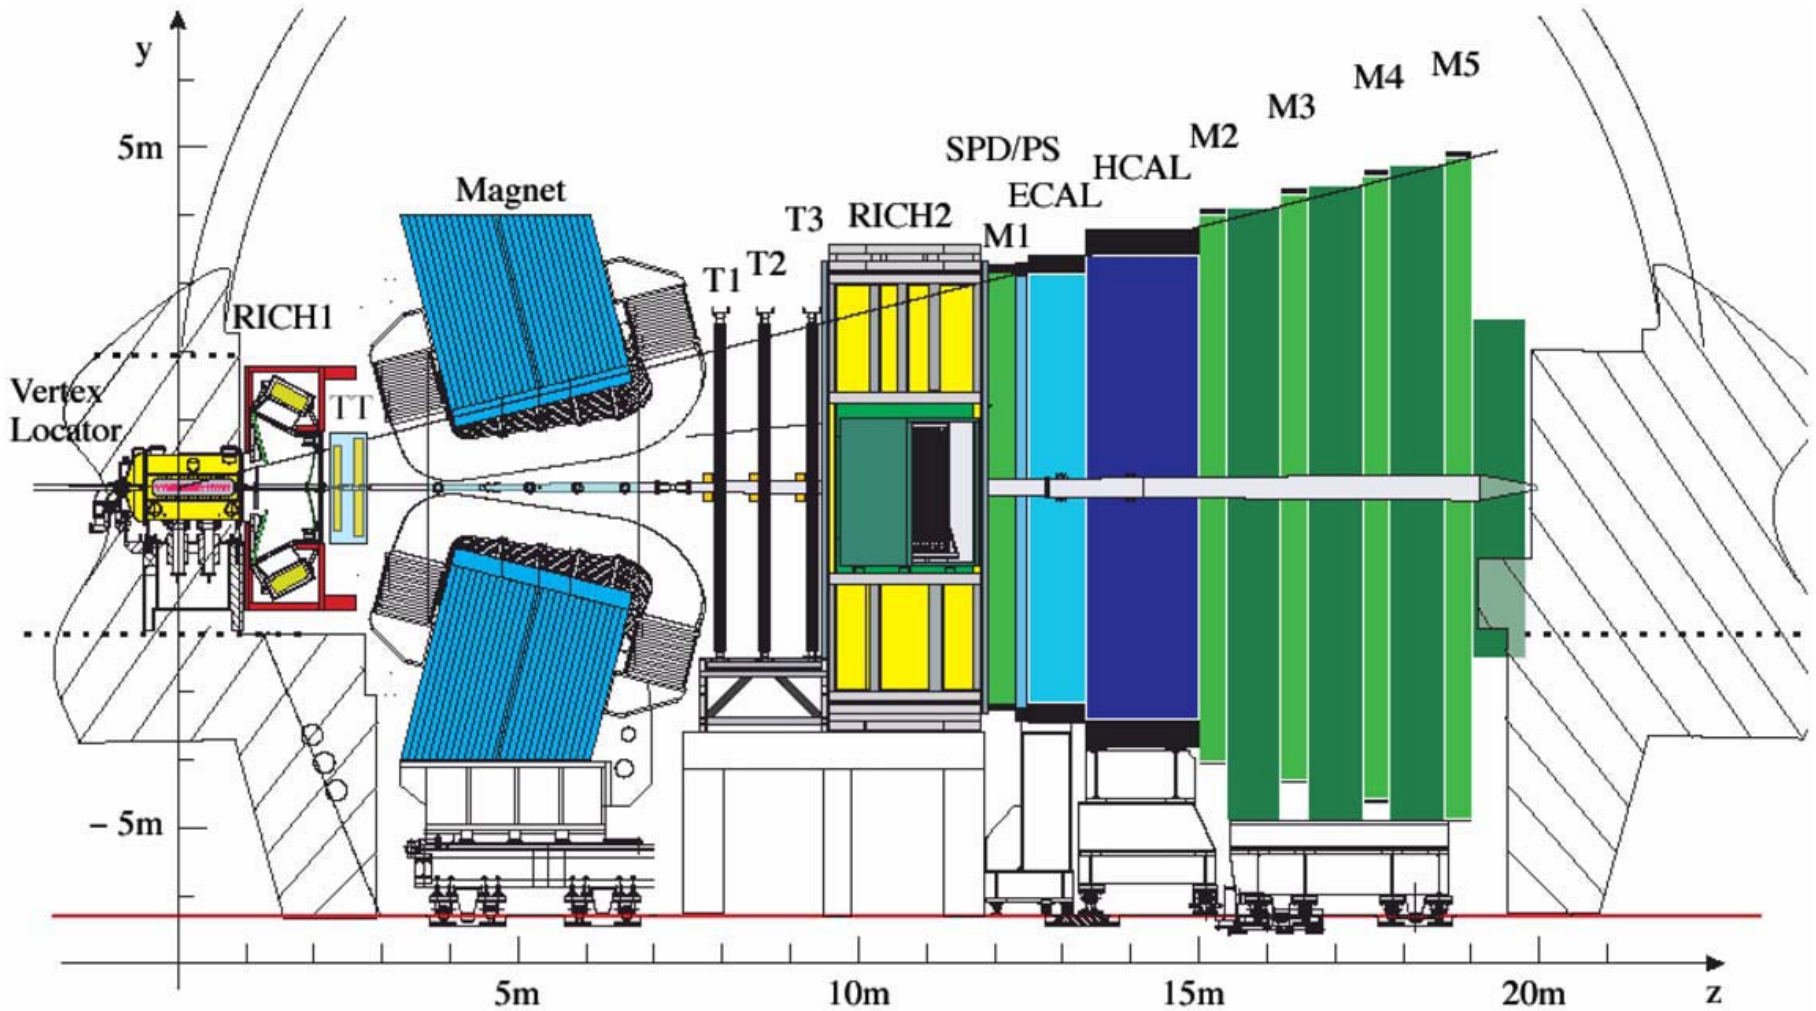 y
5m
Magnet
SPD/PS
ECAL
HCAL
M1
M2
M3
M4
M5
T1
T2
T3
RICH2
RICH1
TT
Vertex
Locator
– 5m
5m
10m
15m
20m
z